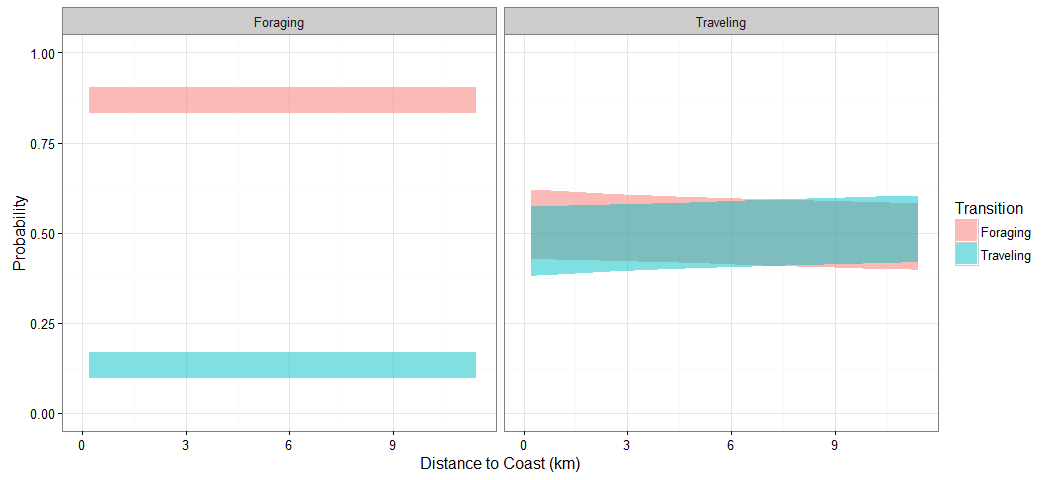 Foraging
Traveling
1.00
0.75
0.50
0.25
0.00
Probability
0 3 6 9
0 3 6 9
Distance to Coast (km)
Transition
Foraging
Traveling